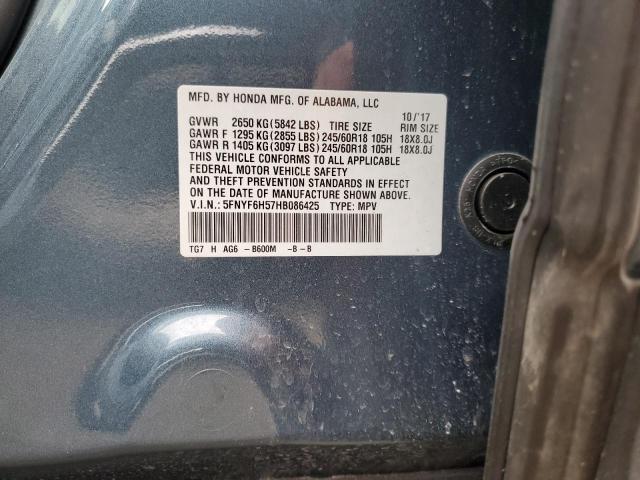 MFD. BY HONDA MFG. OF ALABAMA, LLC
10/'17
GVWR 2650 KG(5842 LBS) TIRE SIZE RIM SIZE
GAWR F 1295 KG(2855 LBS) 245/60R18 105H 18X8.0J
GAWR R 1405 KG(3097 LBS) 245/60R18 105H 18X8.0J
THIS VEHICLE CONFORMS TO ALL APPLICABLE
FEDERAL MOTOR VEHICLE SAFETY
AND THEFT PREVENTION STANDARDS IN EFFECT
ON THE DATE OF MANUFACTURE SHOWN ABOVE.
V.I.N.: 5FNYF6H57HB086425 TYPE: MPV
TG7 H AG6 -B600M -B-B